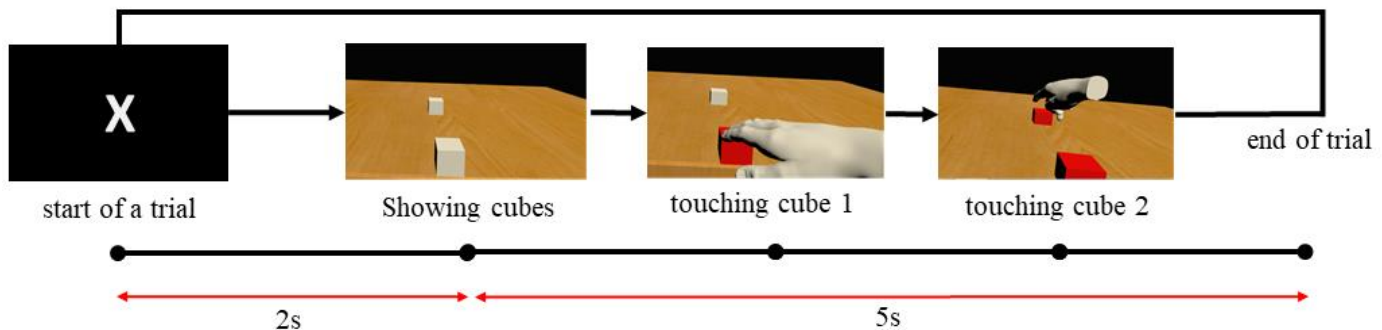 X
start of a trial
Showing cubes
touching cube 1
touching cube 2
end of trial
2s
5s